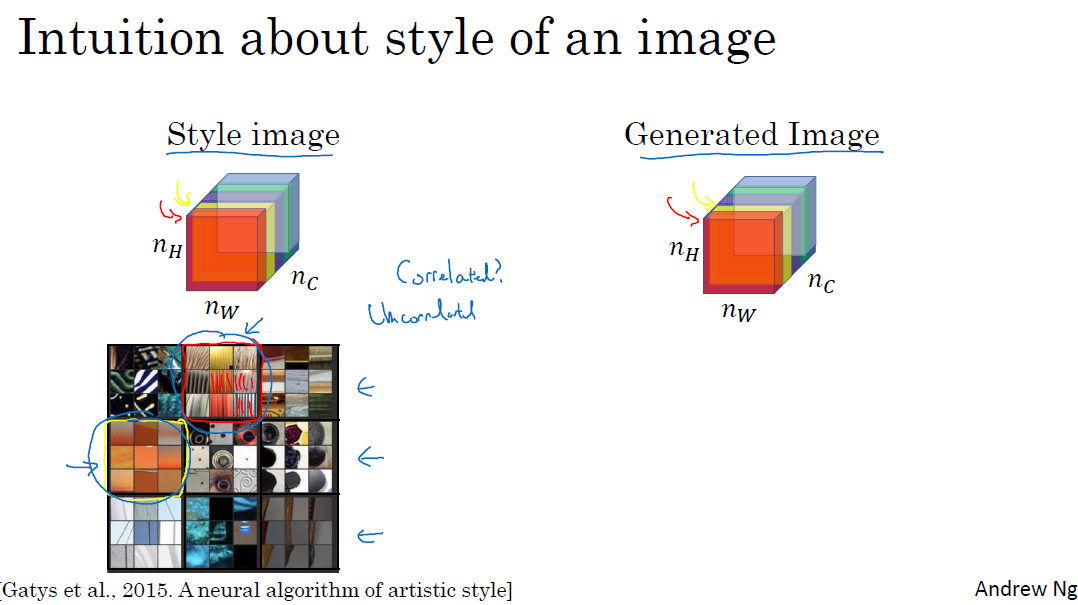 Intuition about style of an image
Style image
Generated Image
n_H
n_C
n_W
n_H
n_C
n_W
Correlated?
Uncorrelated
[Gatys et al., 2015. A neural algorithm of artistic style]
Andrew Ng